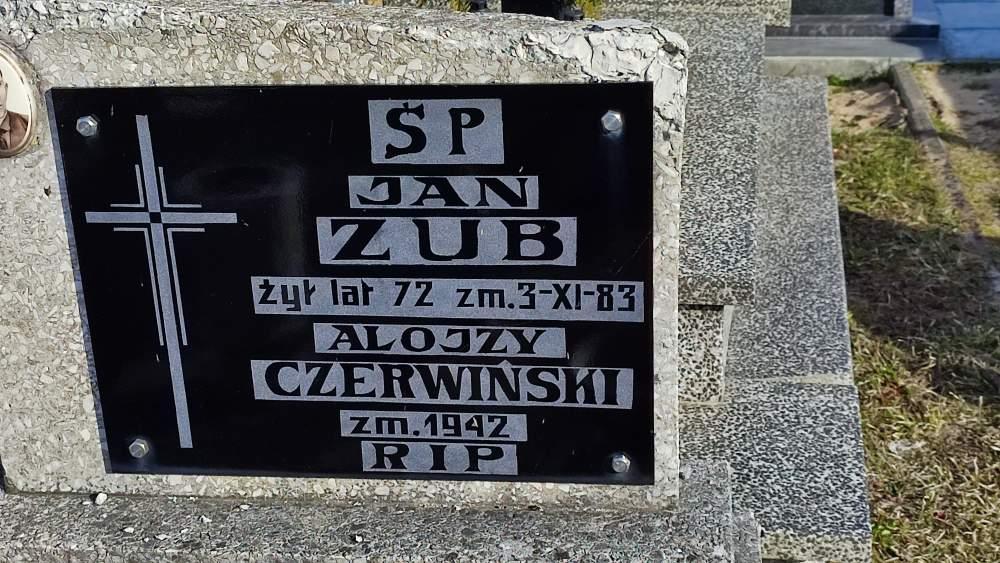 ŚP
JAN
ZUB
żył lat 72 zm.3-XI-83
ALOJZY
CZERWIŃSKI
zm.1942
RIP